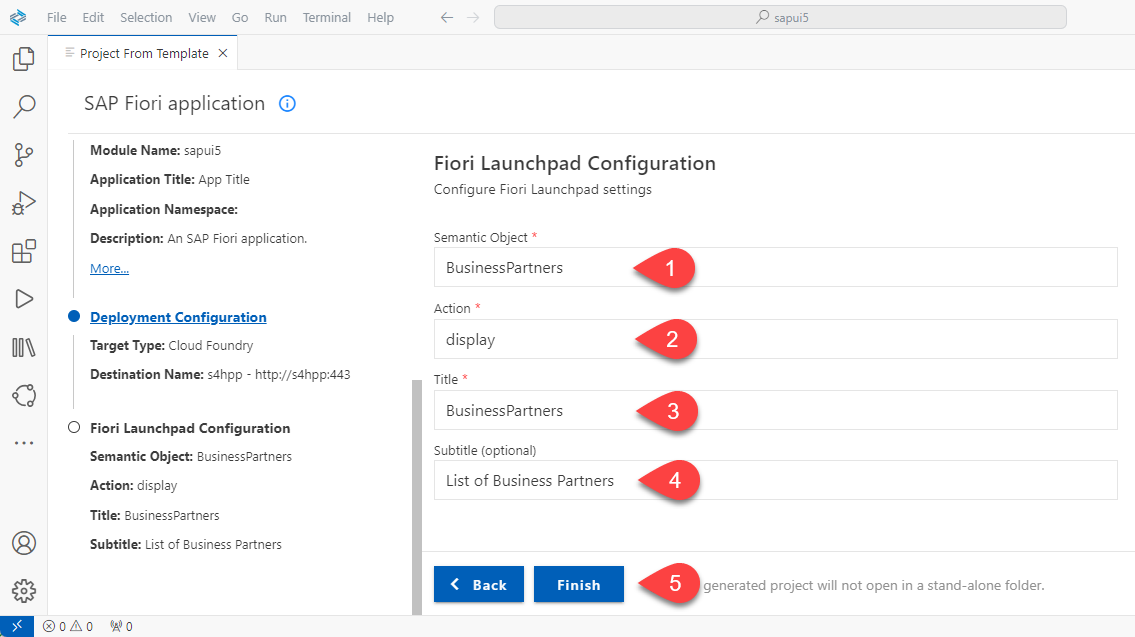 File Edit Selection View Go Run Terminal Help sapui5
Project From Template
SAP Fiori application
Module Name: sapui5
Application Title: App Title
Application Namespace:
Description: An SAP Fiori application.
More...
Deployment Configuration
Target Type: Cloud Foundry
Destination Name: s4hpp - http://s4hpp:443
Fiori Launchpad Configuration
Semantic Object: BusinessPartners
Action: display
Title: BusinessPartners
Subtitle: List of Business Partners
Fiori Launchpad Configuration
Configure Fiori Launchpad settings
Semantic Object *
BusinessPartners 1
Action *
display 2
Title *
BusinessPartners 3
Subtitle (optional)
List of Business Partners 4
Back Finish 5 generated project will not open in a stand-alone folder.
0 0 0